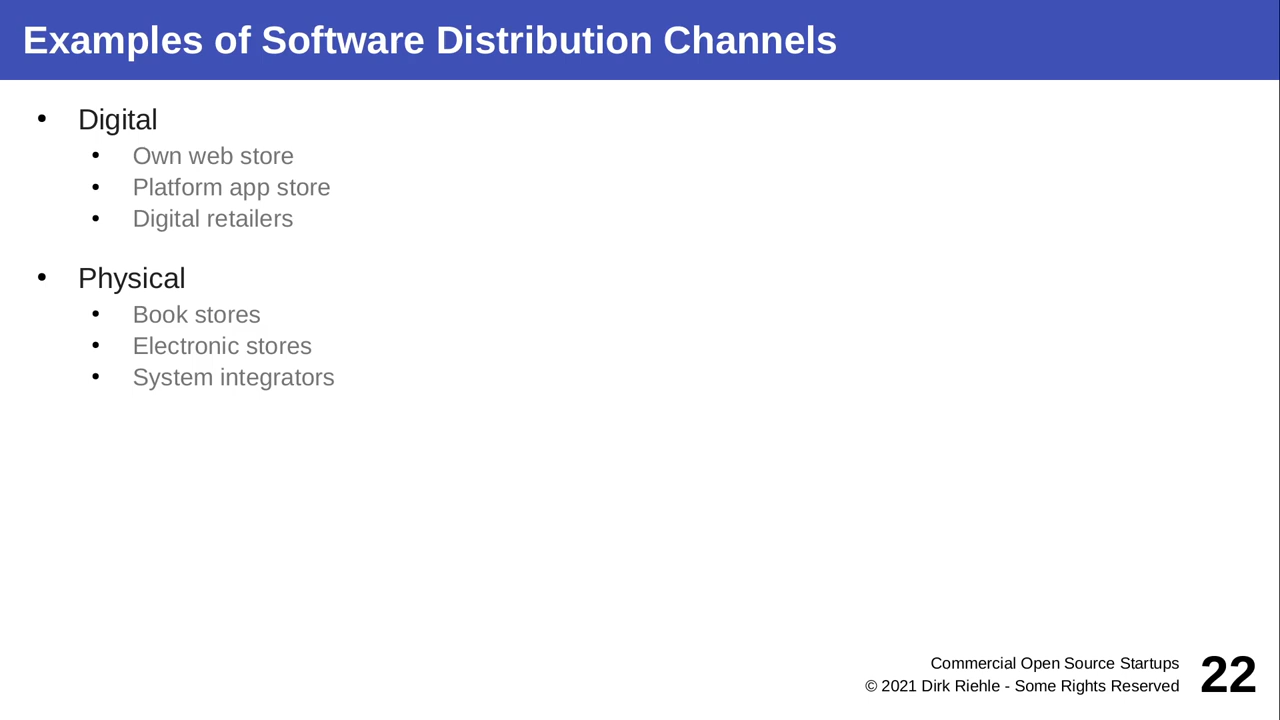 Examples of Software Distribution Channels
• Digital
• Own web store
• Platform app store
• Digital retailers
• Physical
• Book stores
• Electronic stores
• System integrators
Commercial Open Source Startups
© 2021 Dirk Riehle - Some Rights Reserved
22